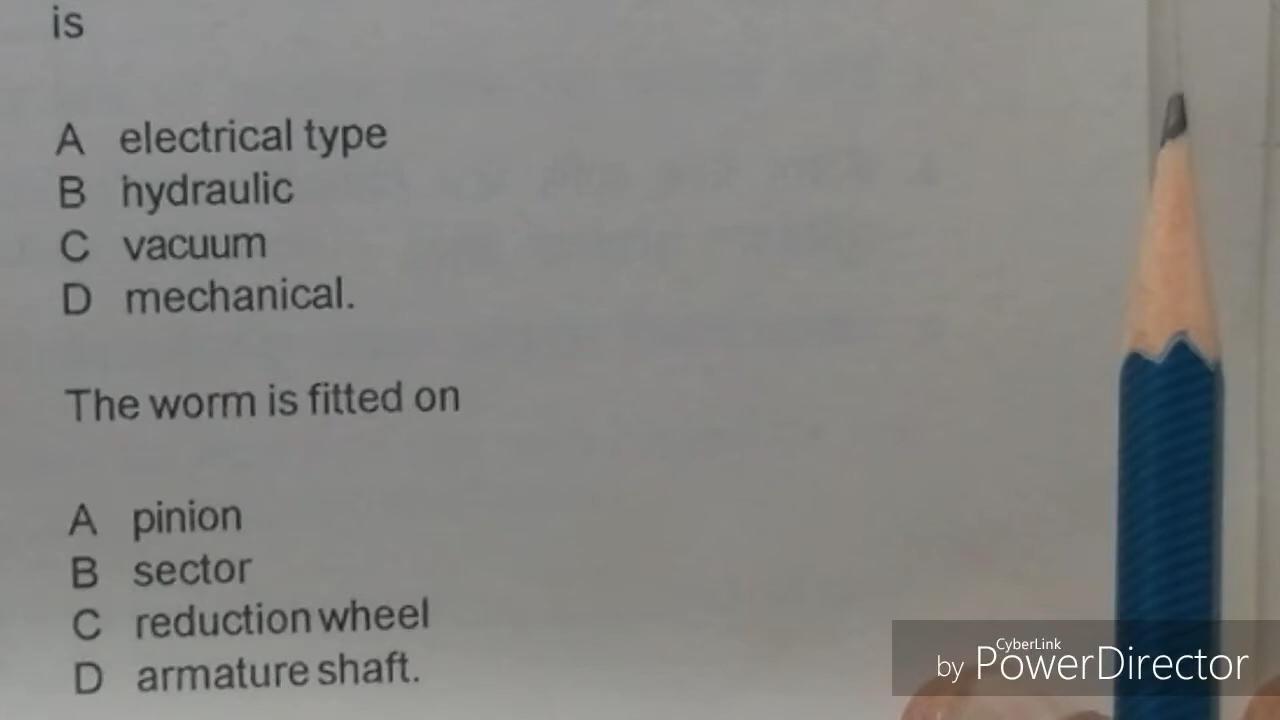 is
A electrical type
B hydraulic
C vacuum
D mechanical.
The worm is fitted on
A pinion
B sector
C reduction wheel
D armature shaft.
CyberLink
by PowerDirector